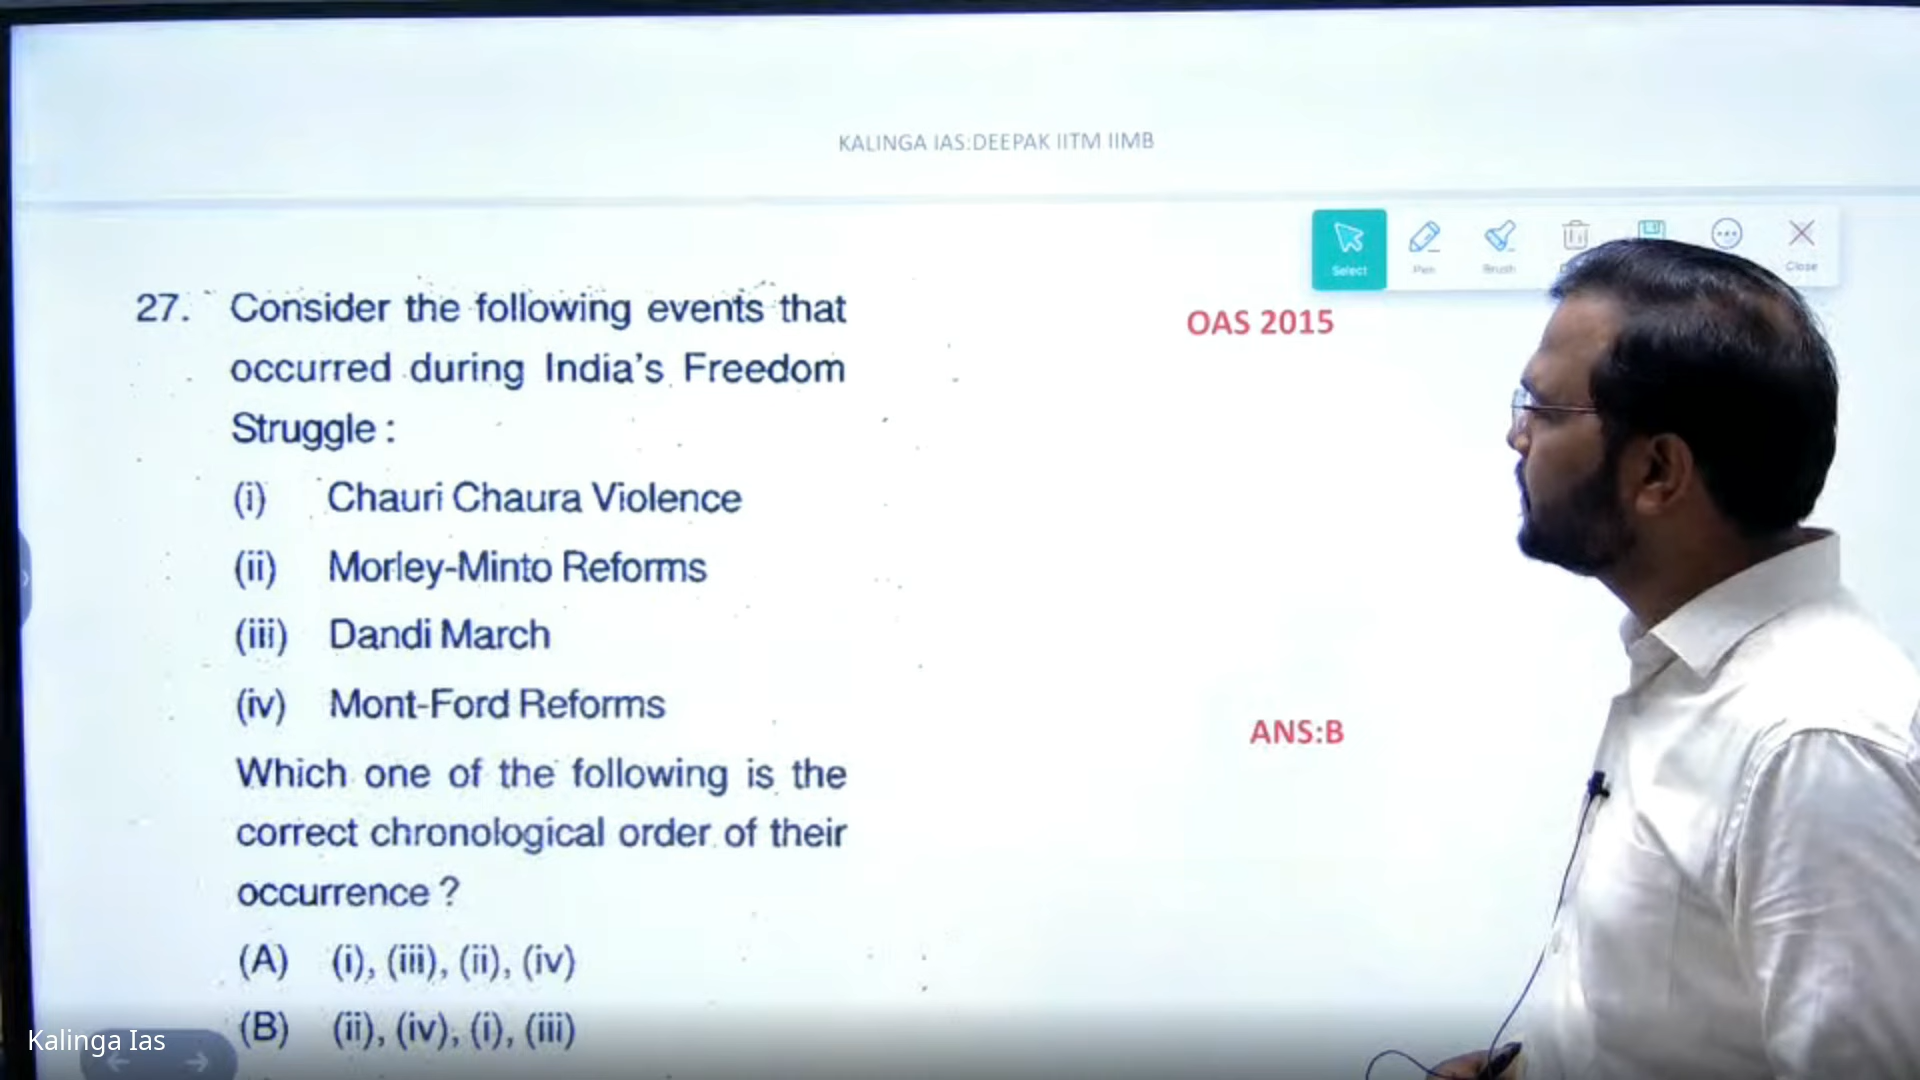 KALINGA IAS:DEEPAK IITM IIMB
Select
Pen
Brush
Close
27. Consider the following events that
occurred during India's Freedom
Struggle :
OAS 2015
(i) Chauri Chaura Violence
(ii) Morley-Minto Reforms
(iii) Dandi March
(iv) Mont-Ford Reforms
ANS:B
Which one of the following is the
correct chronological order of their
occurrence ?
(A) (i), (iii), (ii), (iv)
(B) (ii), (iv), (i), (iii)
Kalinga Ias